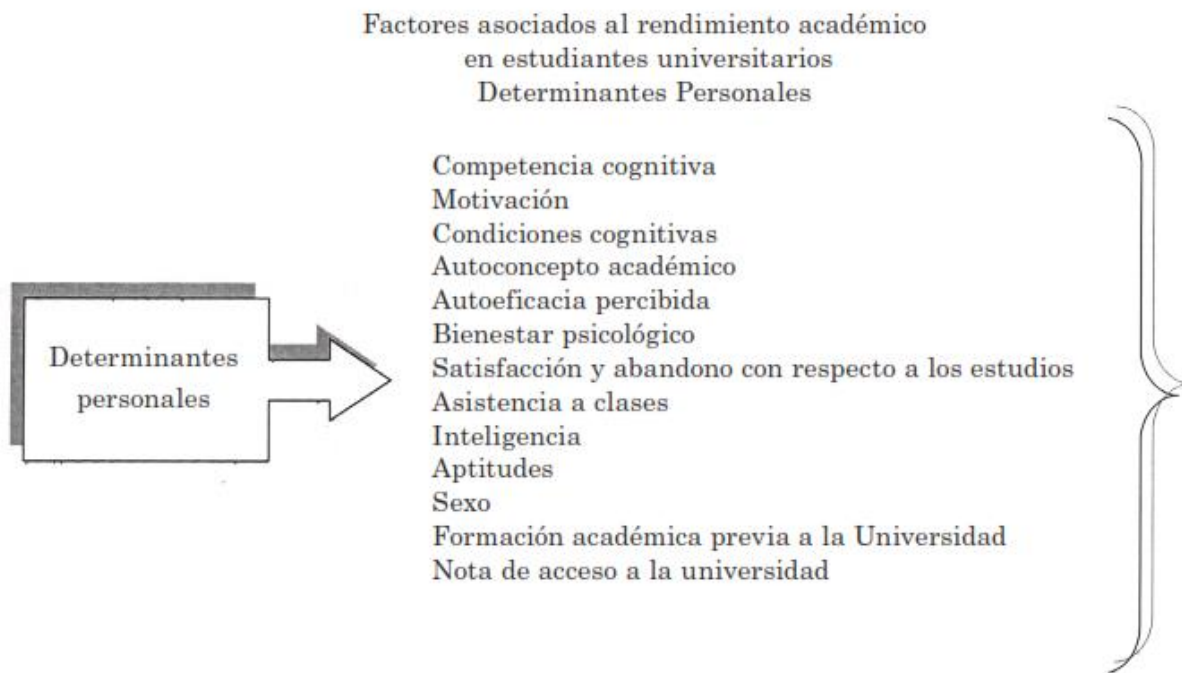 Factores asociados al rendimiento académico
en estudiantes universitarios
Determinantes Personales
Competencia cognitiva
Motivación
Condiciones cognitivas
Autoconcepto académico
Autoeficacia percibida
Bienestar psicológico
Satisfacción y abandono con respecto a los estudios
Asistencia a clases
Inteligencia
Aptitudes
Sexo
Formación académica previa a la Universidad
Nota de acceso a la universidad
Determinantes
personales